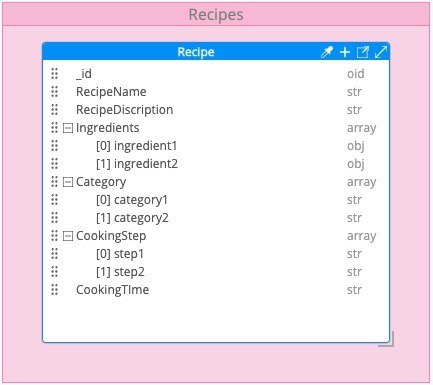 Recipes
Recipe
_id oid
RecipeName str
RecipeDiscription str
Ingredients array
[0] ingredient1 obj
[1] ingredient2 obj
Category array
[0] category1 str
[1] category2 str
CookingStep array
[0] step1 str
[1] step2 str
CookingTIme str